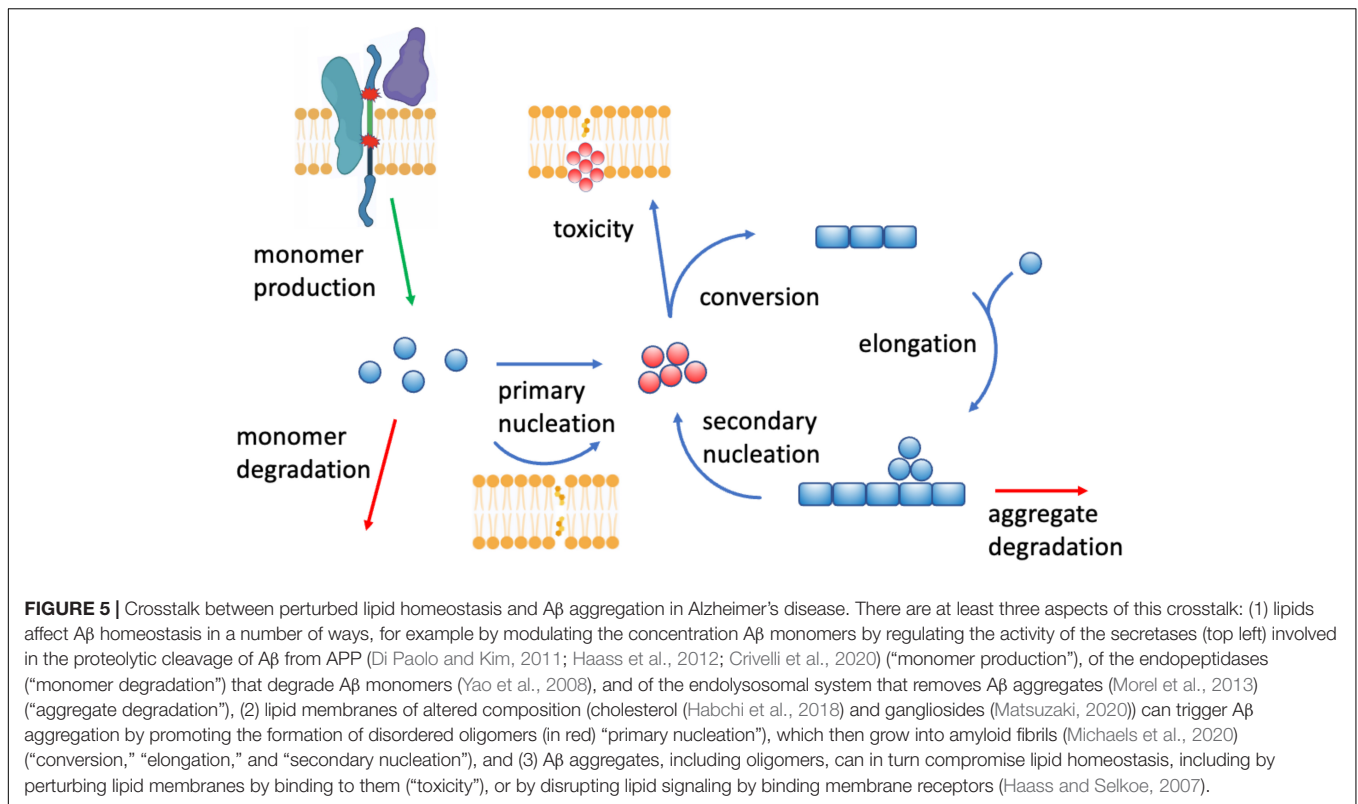 monomer
production
toxicity
conversion
elongation
primary
nucleation
monomer
degradation
secondary
nucleation
aggregate
degradation
FIGURE 5 | Crosstalk between perturbed lipid homeostasis and Aβ aggregation in Alzheimer's disease. There are at least three aspects of this crosstalk: (1) lipids
affect Aβ homeostasis in a number of ways, for example by modulating the concentration Aβ monomers by regulating the activity of the secretases (top left) involved
in the proteolytic cleavage of Aβ from APP (Di Paolo and Kim, 2011; Haass et al., 2012; Crivelli et al., 2020) (“monomer production”), of the endopeptidases
(“monomer degradation”) that degrade Aβ monomers (Yao et al., 2008), and of the endolysosomal system that removes Aβ aggregates (Morel et al., 2013)
(“aggregate degradation”), (2) lipid membranes of altered composition (cholesterol (Habchi et al., 2018) and gangliosides (Matsuzaki, 2020)) can trigger Aβ
aggregation by promoting the formation of disordered oligomers (in red) “primary nucleation”), which then grow into amyloid fibrils (Michaels et al., 2020)
(“conversion,” “elongation,” and “secondary nucleation”), and (3) Aβ aggregates, including oligomers, can in turn compromise lipid homeostasis, including by
perturbing lipid membranes by binding to them (“toxicity”), or by disrupting lipid signaling by binding membrane receptors (Haass and Selkoe, 2007).